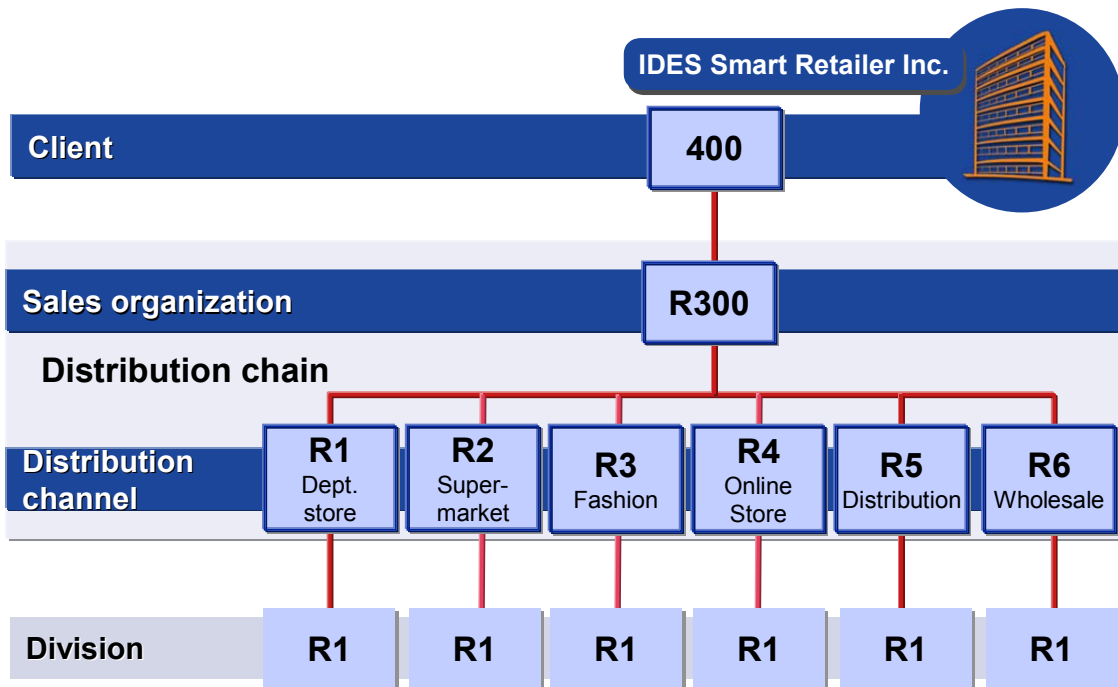 IDES Smart Retailer Inc.
Client
400
Sales organization
R300
Distribution chain
Distribution
channel
R1
Dept.
store
R2
Super-
market
R3
Fashion
R4
Online
Store
R5
Distribution
R6
Wholesale
Division
R1
R1
R1
R1
R1
R1